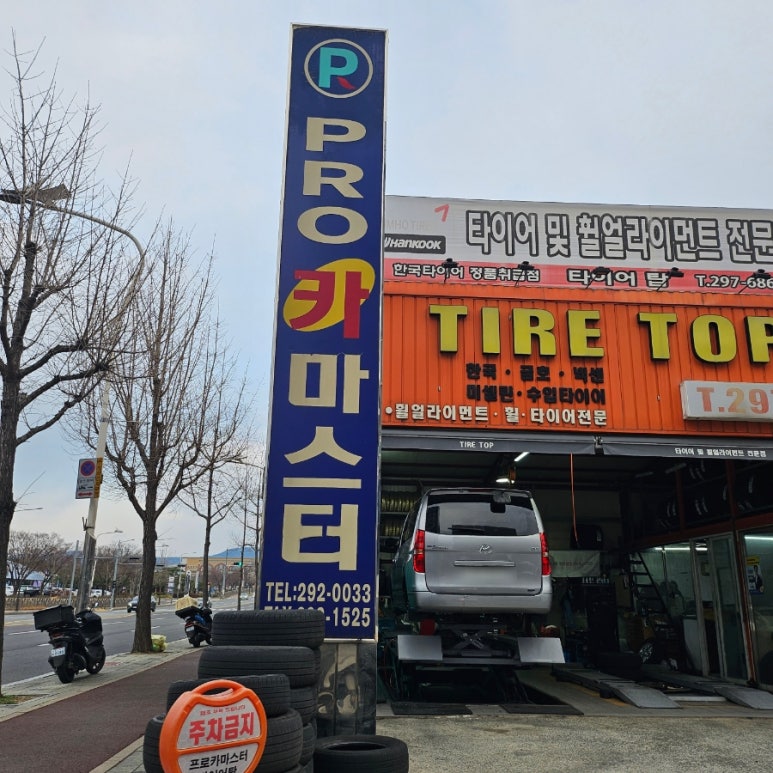 PRO
카
마스터
TEL:292-0033
1525
Hankook
타이어 및 휠얼라이먼트 전문
한국타이어 정품취급점 타이어 탑 T.297-686
TIRE TOP
한국·금호·넥센
미쉐린·수입타이어
•휠얼라이먼트·휠·타이어전문
T.29
TIRE TOP
타이어 및 휠얼라이먼트 전문점
주차금지
프로카마스터